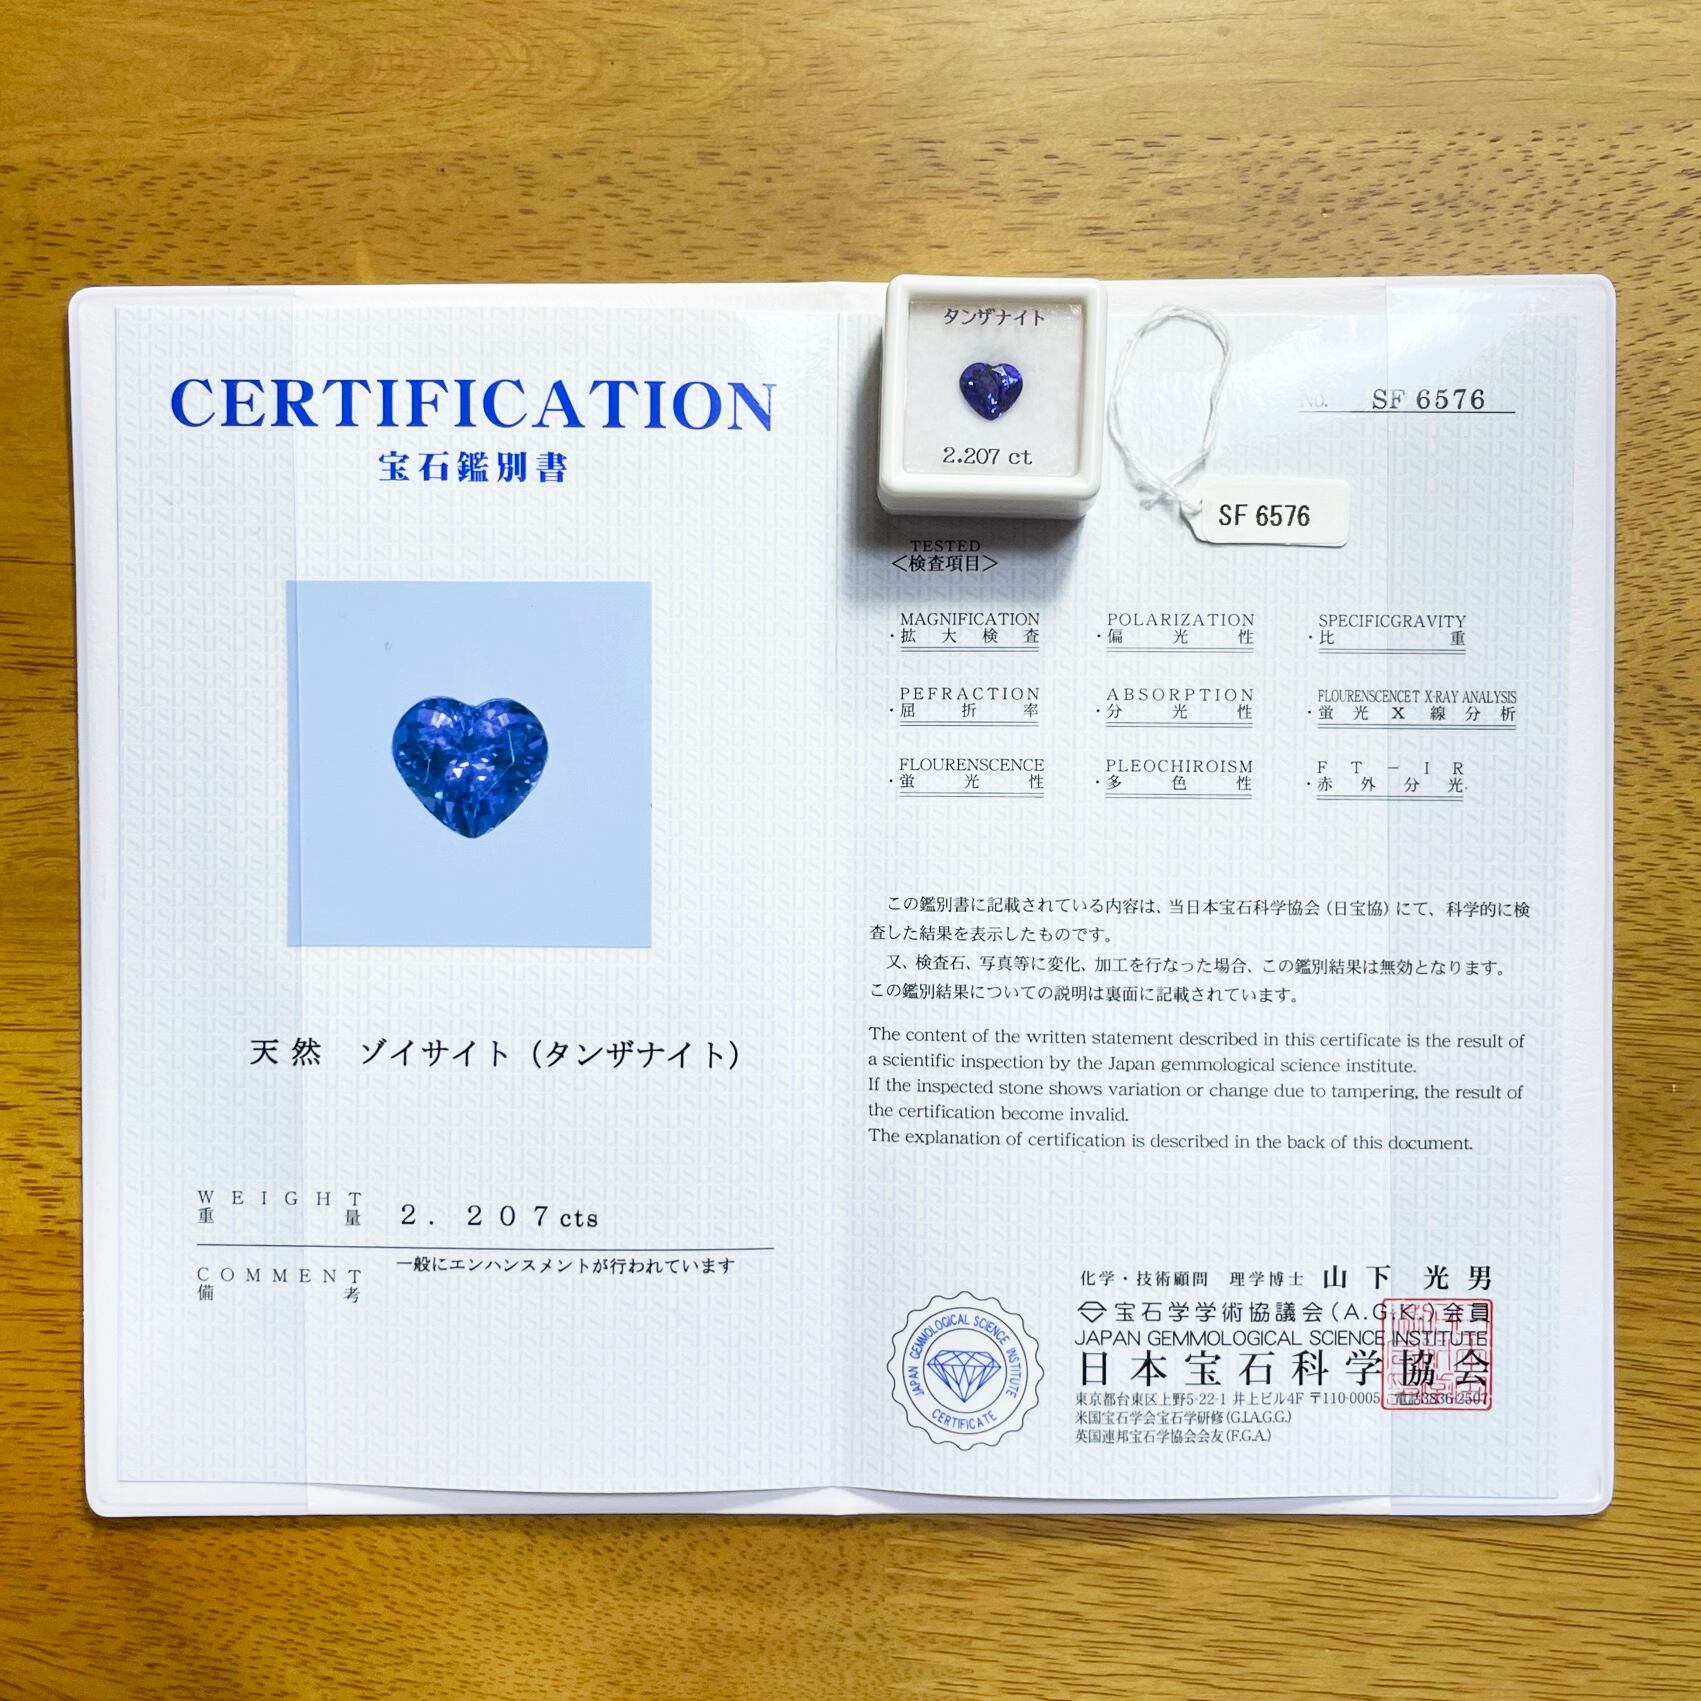 CERTIFICATION
宝石鑑別書
天然 ゾイサイト（タンザナイト）
WEIGHT
重量
2.207cts
COMMENT
備考
一般にエンハンスメントが行われています
タンザナイト
2.207 ct
No. SF 6576
SF 6576
TESTED
＜検査項目＞
MAGNIFICATION
・拡大検査
POLARIZATION
・偏光性
SPECIFICGRAVITY
・比重
PEFRACTION
・屈折率
ABSORPTION
・分光性
FLOURENSCENCET X-RAY ANALYSIS
・蛍光X線分析
FLOURENSCENCE
・蛍光性
PLEOCHIROISM
・多色性
FT-IR
・赤外分光
この鑑別書に記載されている内容は、当日本宝石科学協会（日宝協）にて、科学的に検
査した結果を表示したものです。
又、検査石、写真等に変化、加工を行なった場合、この鑑別結果は無効となります。
この鑑別結果についての説明は裏面に記載されています。
The content of the written statement described in this certificate is the result of
a scientific inspection by the Japan gemmological science institute.
If the inspected stone shows variation or change due to tampering, the result of
the certification become invalid.
The explanation of certification is described in the back of this document.
化学・技術顧問 理学博士 山下 光男
宝石学学術協議会（A.G.K.）会員
JAPAN GEMMOLOGICAL SCIENCE INSTITUTE
日本宝石科学協会
東京都台東区上野5-22-1 井上ビル4F 〒110-0005 電話3836-2507
米国宝石学会宝石学研修（G.I.A.G.G.）
英国連邦宝石学協会会友（F.G.A.）
JAPAN GEMMOLOGICAL SCIENCE INSTITUTE
CERTIFICATE